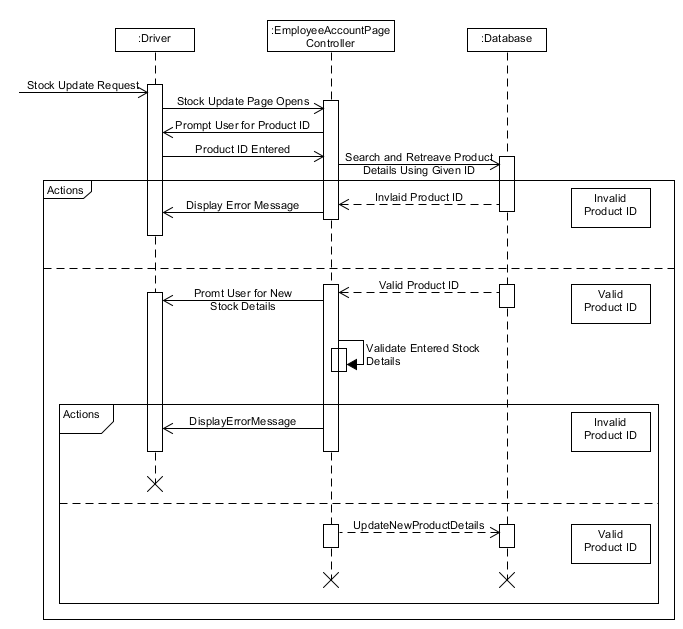 :Driver
:EmployeeAccountPage
Controller
:Database
Stock Update Request
Stock Update Page Opens
Prompt User for Product ID
Product ID Entered
Search and Retreave Product
Details Using Given ID
Actions
Invlaid Product ID
Display Error Message
Invalid
Product ID
Valid Product ID
Promt User for New
Stock Details
Valid
Product ID
Validate Entered Stock
Details
Actions
DisplayErrorMessage
Invalid
Product ID
UpdateNewProductDetails
Valid
Product ID